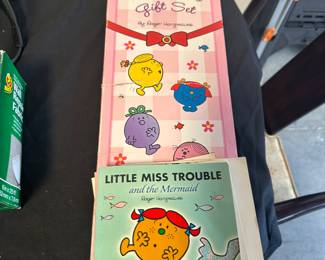 Gift Set
By Roger Hargreaves
LITTLE MISS TROUBLE
and the Mermaid
Roger Hargreaves